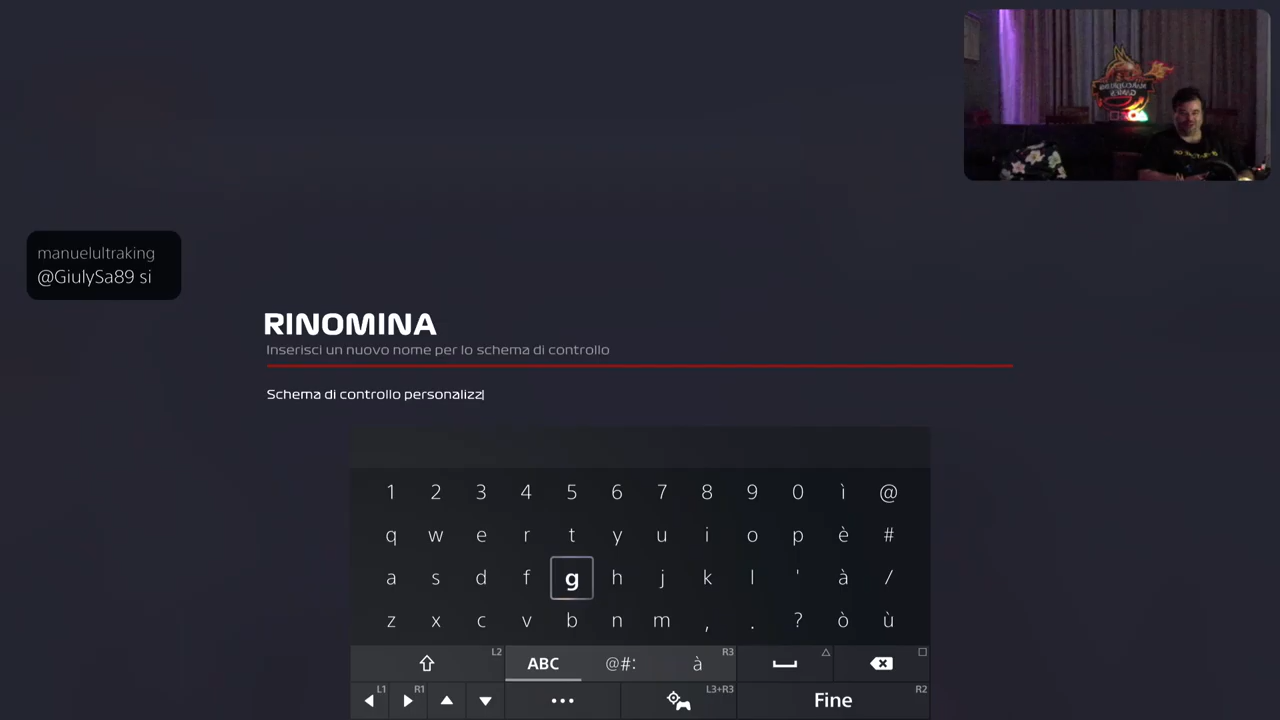 manuelultraking
@GiulySa89 si
RINOMINA
Inserisci un nuovo nome per lo schema di controllo
Schema di controllo personalizz
1 2 3 4 5 6 7 8 9 0 ì @
q w e r t y u i o p è #
a s d f g h j k l ' à /
z x c v b n m , . ? ò ù
L2 ABC @#: à R3
L1 R1 ... L3+R3 Fine R2